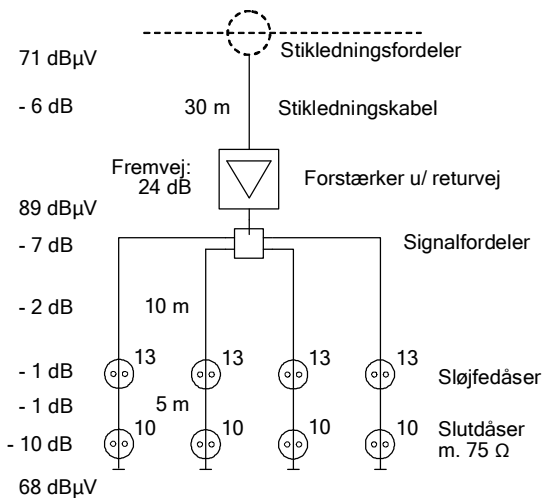 71 dBµV
Stikledningsfordeler
- 6 dB
30 m
Stikledningskabel
Fremvej:
24 dB
Forstærker u/ returvej
89 dBµV
- 7 dB
Signalfordeler
- 2 dB
10 m
13 13 13 13
- 1 dB
Sløjfedåser
- 1 dB
5 m
10 10 10 10
- 10 dB
Slutdåser
m. 75 Ω
68 dBµV